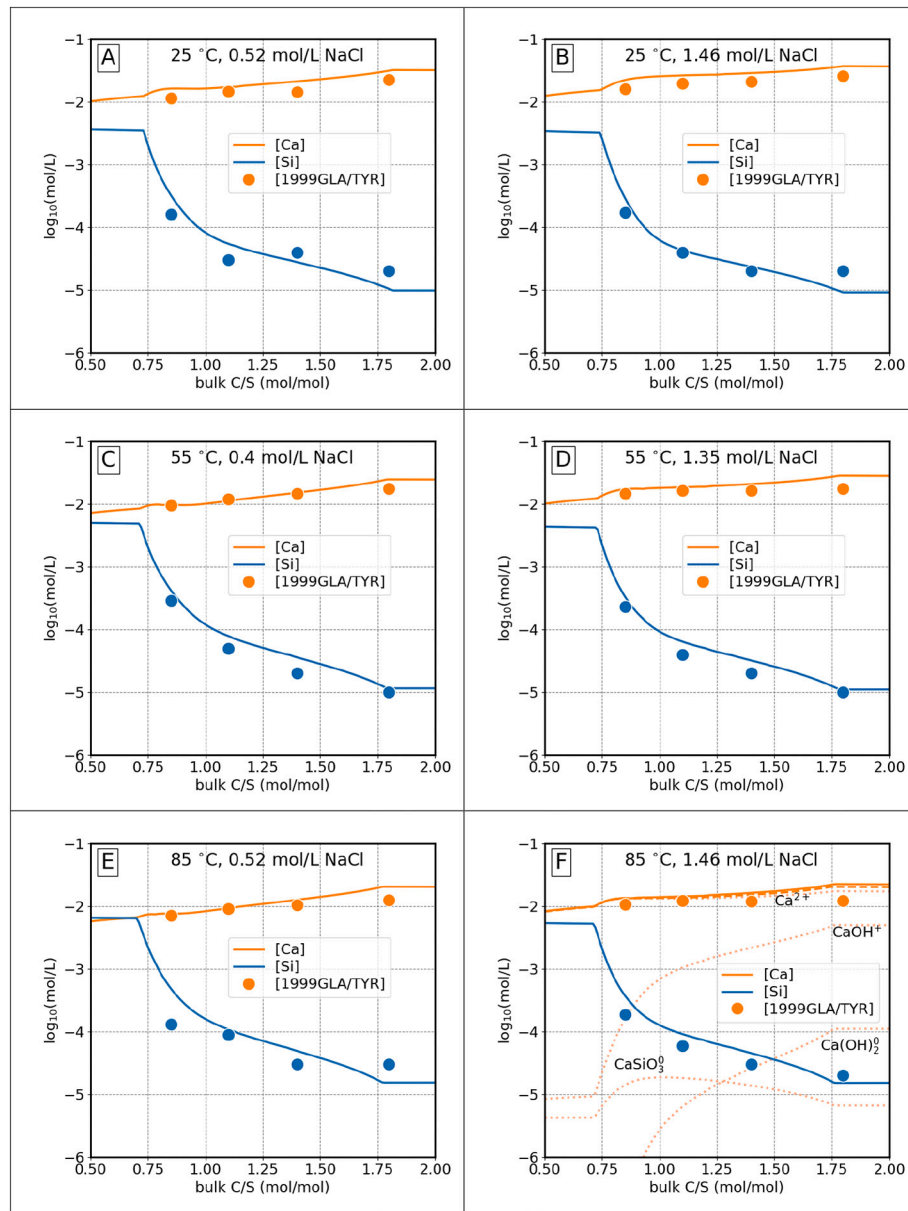 A
25 °C, 0.52 mol/L NaCl
−1
−2
−3
−4
−5
−6
log₁₀(mol/L)
[Ca]
[Si]
[1999GLA/TYR]
0.50 0.75 1.00 1.25 1.50 1.75 2.00
bulk C/S (mol/mol)
B
25 °C, 1.46 mol/L NaCl
−1
−2
−3
−4
−5
−6
log₁₀(mol/L)
[Ca]
[Si]
[1999GLA/TYR]
0.50 0.75 1.00 1.25 1.50 1.75 2.00
bulk C/S (mol/mol)
C
55 °C, 0.4 mol/L NaCl
−1
−2
−3
−4
−5
−6
log₁₀(mol/L)
[Ca]
[Si]
[1999GLA/TYR]
0.50 0.75 1.00 1.25 1.50 1.75 2.00
bulk C/S (mol/mol)
D
55 °C, 1.35 mol/L NaCl
−1
−2
−3
−4
−5
−6
log₁₀(mol/L)
[Ca]
[Si]
[1999GLA/TYR]
0.50 0.75 1.00 1.25 1.50 1.75 2.00
bulk C/S (mol/mol)
E
85 °C, 0.52 mol/L NaCl
−1
−2
−3
−4
−5
−6
log₁₀(mol/L)
[Ca]
[Si]
[1999GLA/TYR]
0.50 0.75 1.00 1.25 1.50 1.75 2.00
bulk C/S (mol/mol)
F
85 °C, 1.46 mol/L NaCl
−1
−2
−3
−4
−5
−6
log₁₀(mol/L)
Ca²⁺
CaOH⁺
[Ca]
[Si]
[1999GLA/TYR]
Ca(OH)₂⁰
CaSiO₃⁰
0.50 0.75 1.00 1.25 1.50 1.75 2.00
bulk C/S (mol/mol)